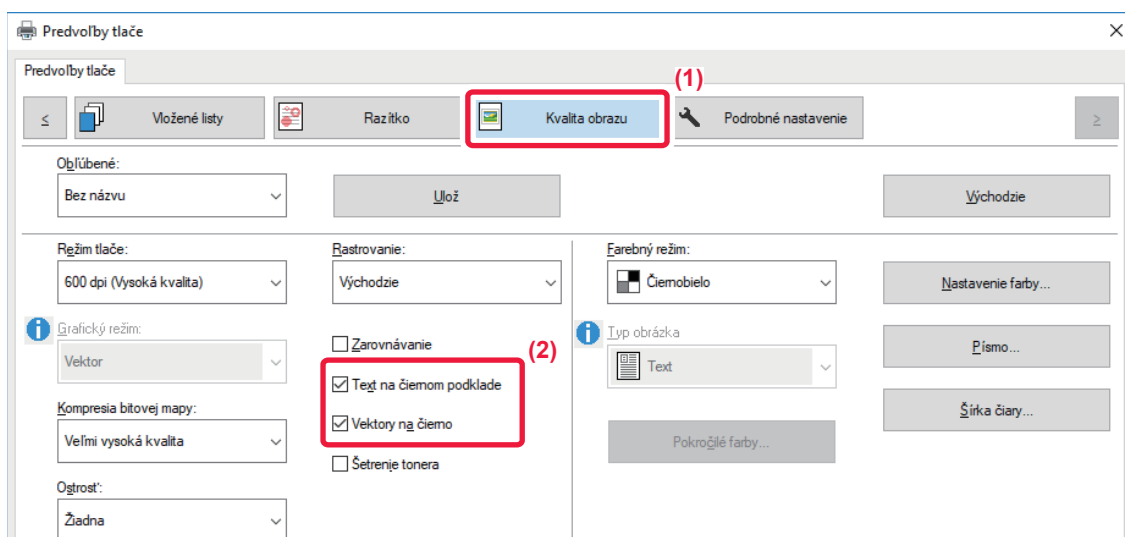 Predvoľby tlače
Predvoľby tlače
(1)
< Vložené listy Razítko Kvalita obrazu Podrobné nastavenie >
Obľúbené:
Bez názvu Ulož Východzie
Režim tlače: Rastrovanie: Farebný režim:
600 dpi (Vysoká kvalita) Východzie Čiernobielo Nastavenie farby...
Grafický režim: Zarovnávanie (2) Typ obrázka Písmo...
Vektor Text na čiernom podklade Text
Kompresia bitovej mapy: Vektory na čierno Šírka čiary...
Veľmi vysoká kvalita Pokročilé farby...
Šetrenie tonera
Ostrosť:
Žiadna